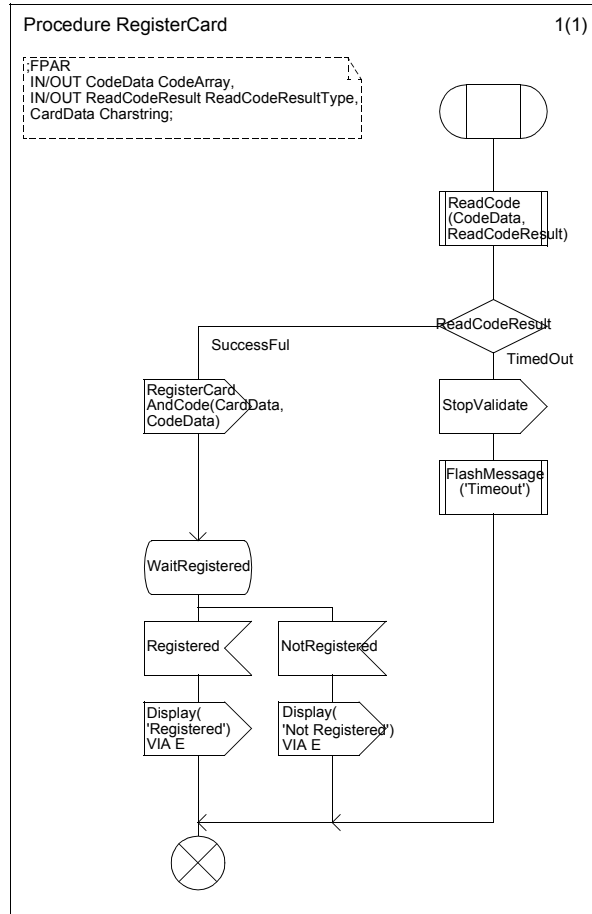 Procedure RegisterCard
1(1)
;FPAR
IN/OUT CodeData CodeArray,
IN/OUT ReadCodeResult ReadCodeResultType,
CardData Charstring;
ReadCode
(CodeData,
ReadCodeResult)
ReadCodeResult
SuccessFul
TimedOut
RegisterCard
AndCode(CardData,
CodeData)
StopValidate
FlashMessage
('Timeout')
WaitRegistered
Registered
NotRegistered
Display(
'Registered')
VIA E
Display(
'Not Registered')
VIA E